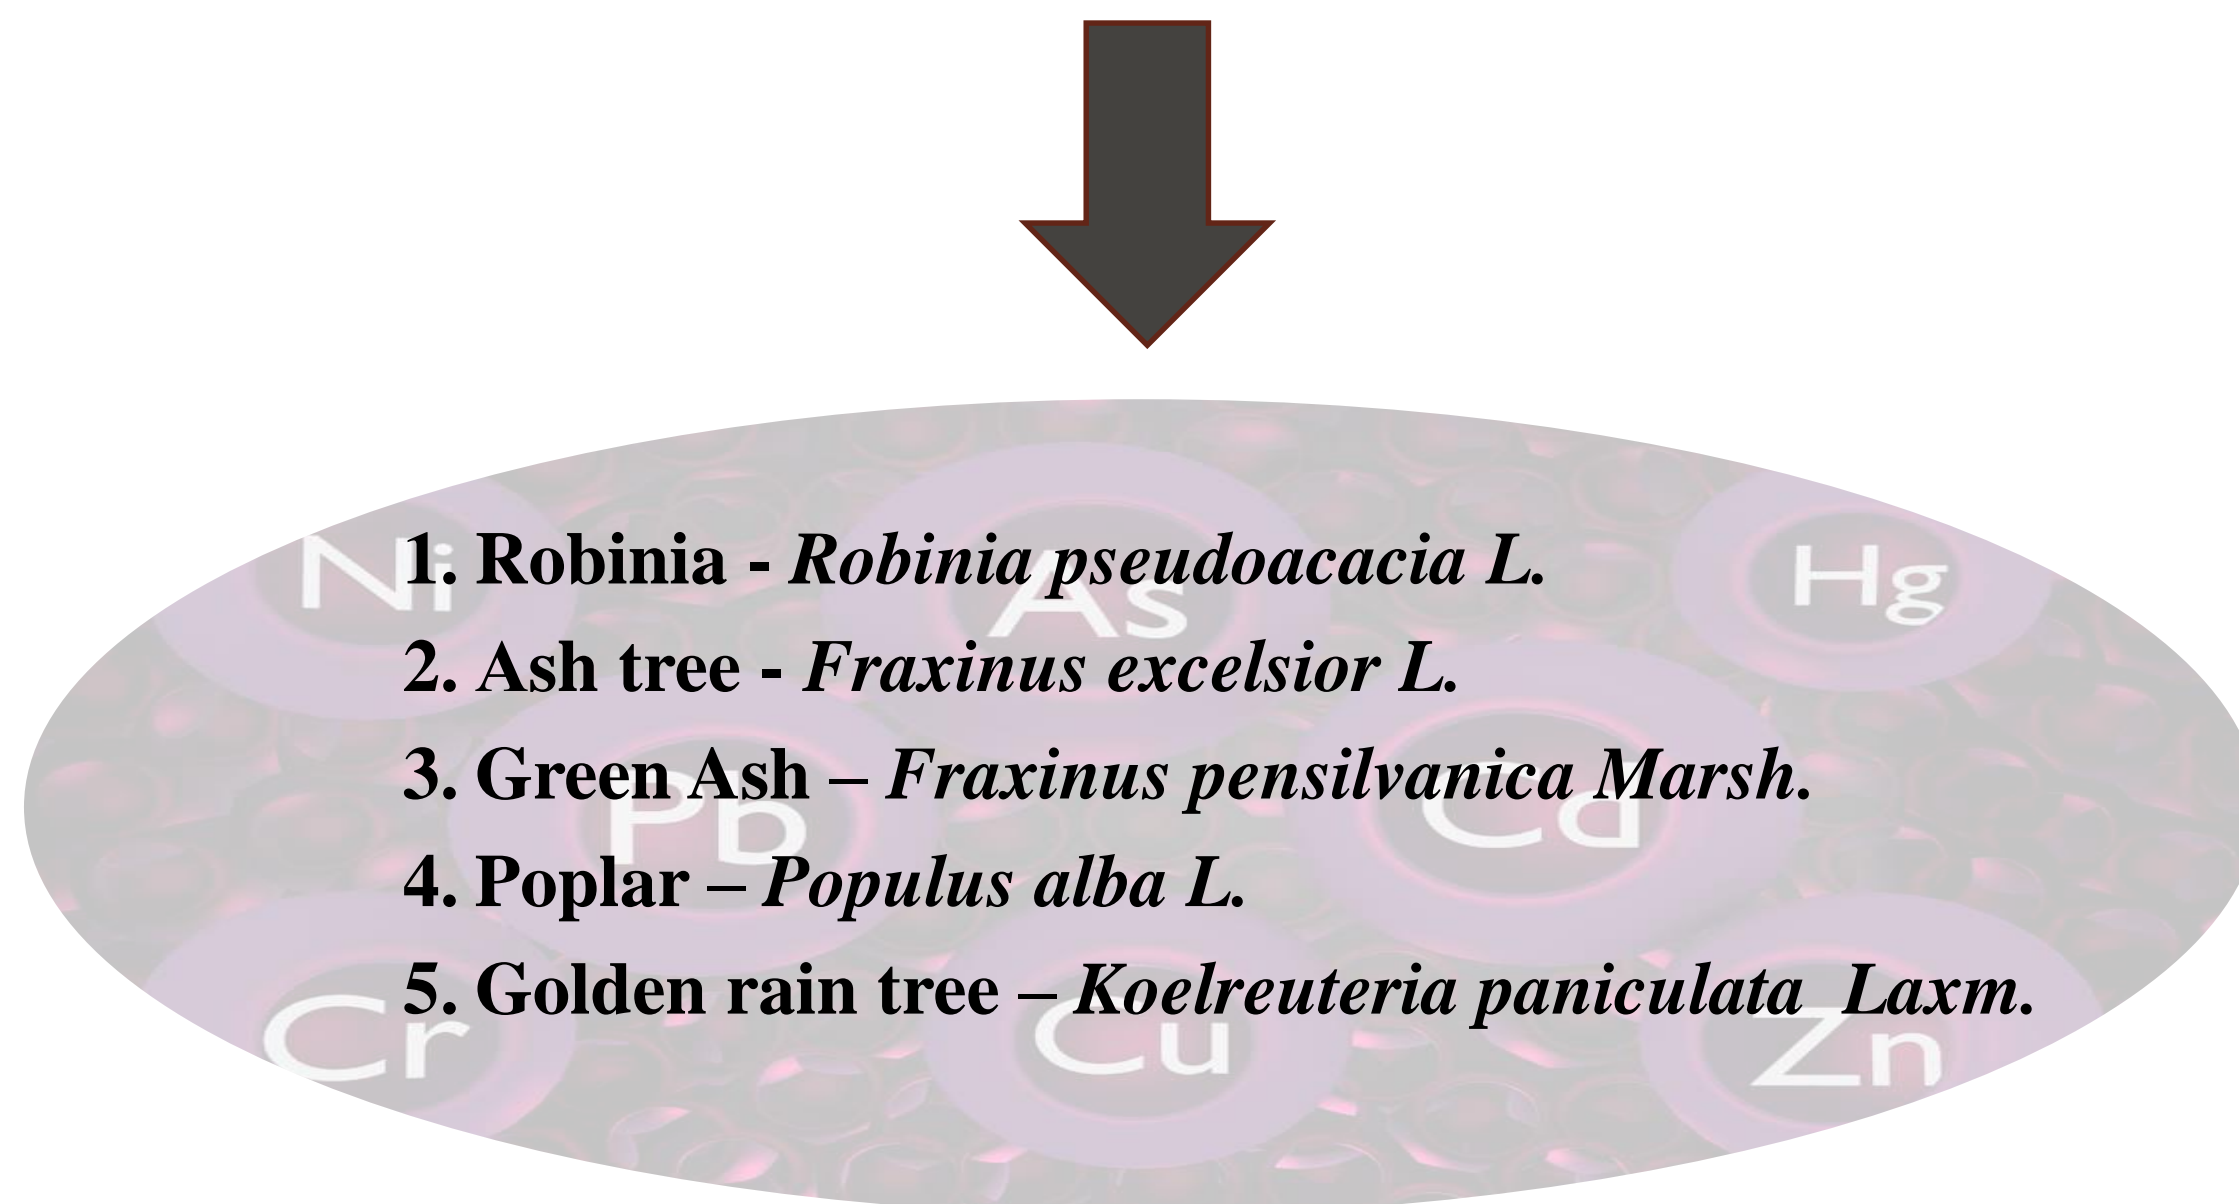 1. Robinia - Robinia pseudoacacia L.
2. Ash tree - Fraxinus excelsior L.
3. Green Ash – Fraxinus pensilvanica Marsh.
4. Poplar – Populus alba L.
5. Golden rain tree – Koelreuteria paniculata Laxm.
Ni
As
Hg
Pb
Cd
Cr
Cu
Zn